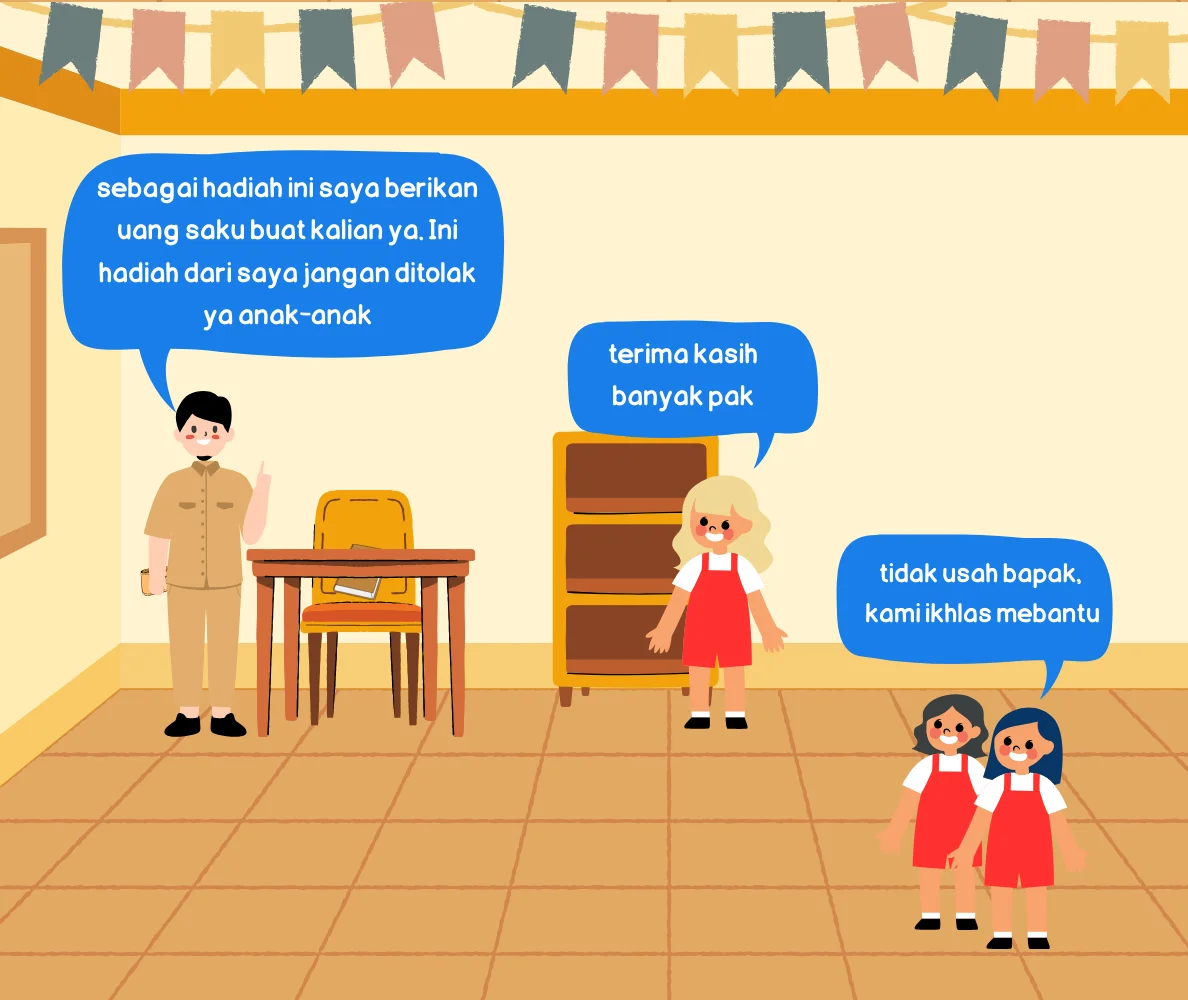 sebagai hadiah ini saya berikan
uang saku buat kalian ya. Ini
hadiah dari saya jangan ditolak
ya anak-anak
terima kasih
banyak pak
tidak usah bapak,
kami ikhlas mebantu